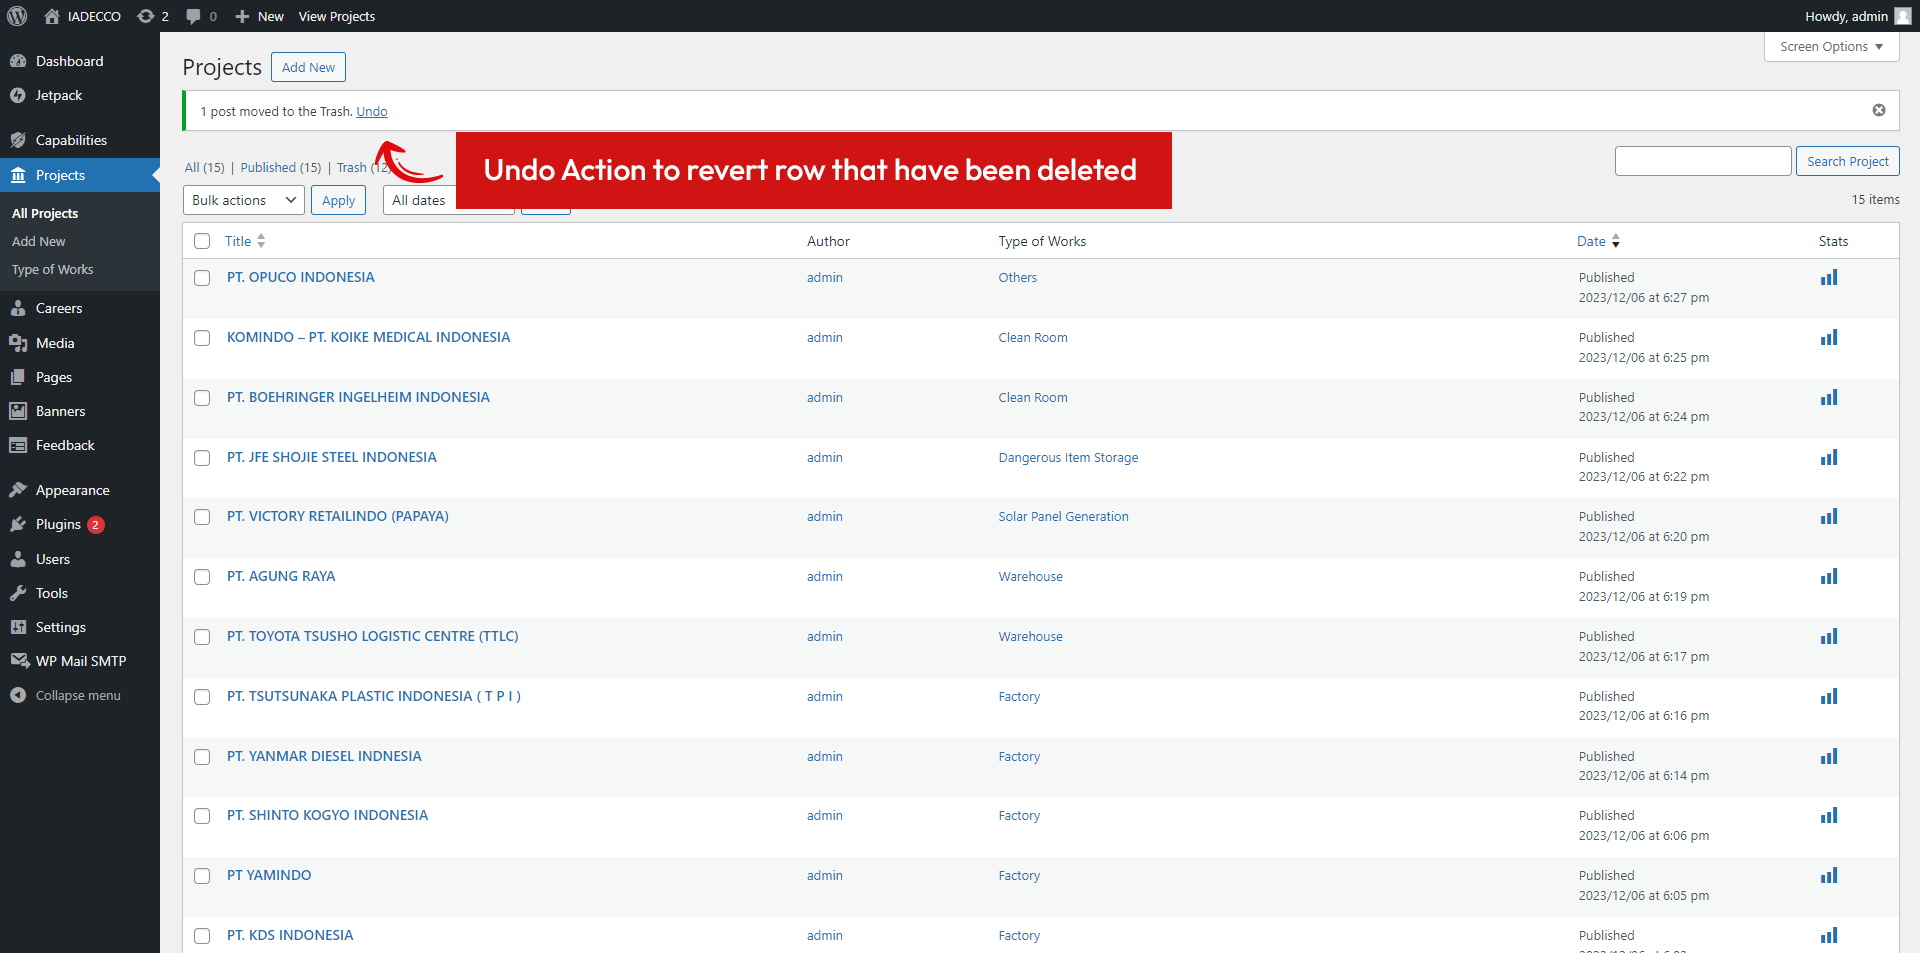 IADECCO 2 0 New View Projects Howdy, admin
Screen Options
Dashboard
Jetpack
Capabilities
Projects
All Projects
Add New
Type of Works
Careers
Media
Pages
Banners
Feedback
Appearance
Plugins 2
Users
Tools
Settings
WP Mail SMTP
Collapse menu
Projects Add New
1 post moved to the Trash. Undo
Undo Action to revert row that have been deleted
All (15) | Published (15) | Trash (12)
Search Project
Bulk actions Apply All dates 15 items
Title Author Type of Works Date Stats
PT. OPUCO INDONESIA admin Others Published
2023/12/06 at 6:27 pm
KOMINDO – PT. KOIKE MEDICAL INDONESIA admin Clean Room Published
2023/12/06 at 6:25 pm
PT. BOEHRINGER INGELHEIM INDONESIA admin Clean Room Published
2023/12/06 at 6:24 pm
PT. JFE SHOJIE STEEL INDONESIA admin Dangerous Item Storage Published
2023/12/06 at 6:22 pm
PT. VICTORY RETAILINDO (PAPAYA) admin Solar Panel Generation Published
2023/12/06 at 6:20 pm
PT. AGUNG RAYA admin Warehouse Published
2023/12/06 at 6:19 pm
PT. TOYOTA TSUSHO LOGISTIC CENTRE (TTLC) admin Warehouse Published
2023/12/06 at 6:17 pm
PT. TSUTSUNAKA PLASTIC INDONESIA ( T P I ) admin Factory Published
2023/12/06 at 6:16 pm
PT. YANMAR DIESEL INDNESIA admin Factory Published
2023/12/06 at 6:14 pm
PT. SHINTO KOGYO INDONESIA admin Factory Published
2023/12/06 at 6:06 pm
PT YAMINDO admin Factory Published
2023/12/06 at 6:05 pm
PT. KDS INDONESIA admin Factory Published